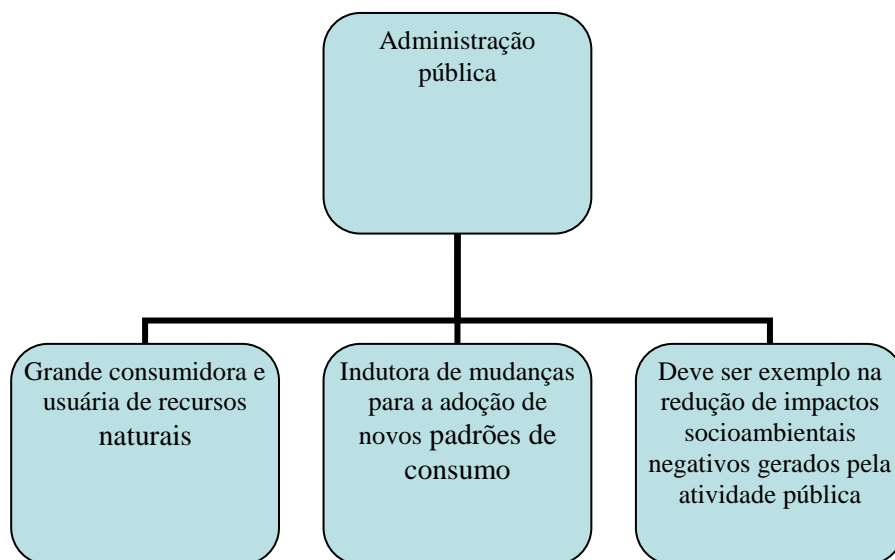 Administração
pública
Grande consumidora e
usuária de recursos
naturais
Indutora de mudanças
para a adoção de
novos padrões de
consumo
Deve ser exemplo na
redução de impactos
socioambientais
negativos gerados pela
atividade pública